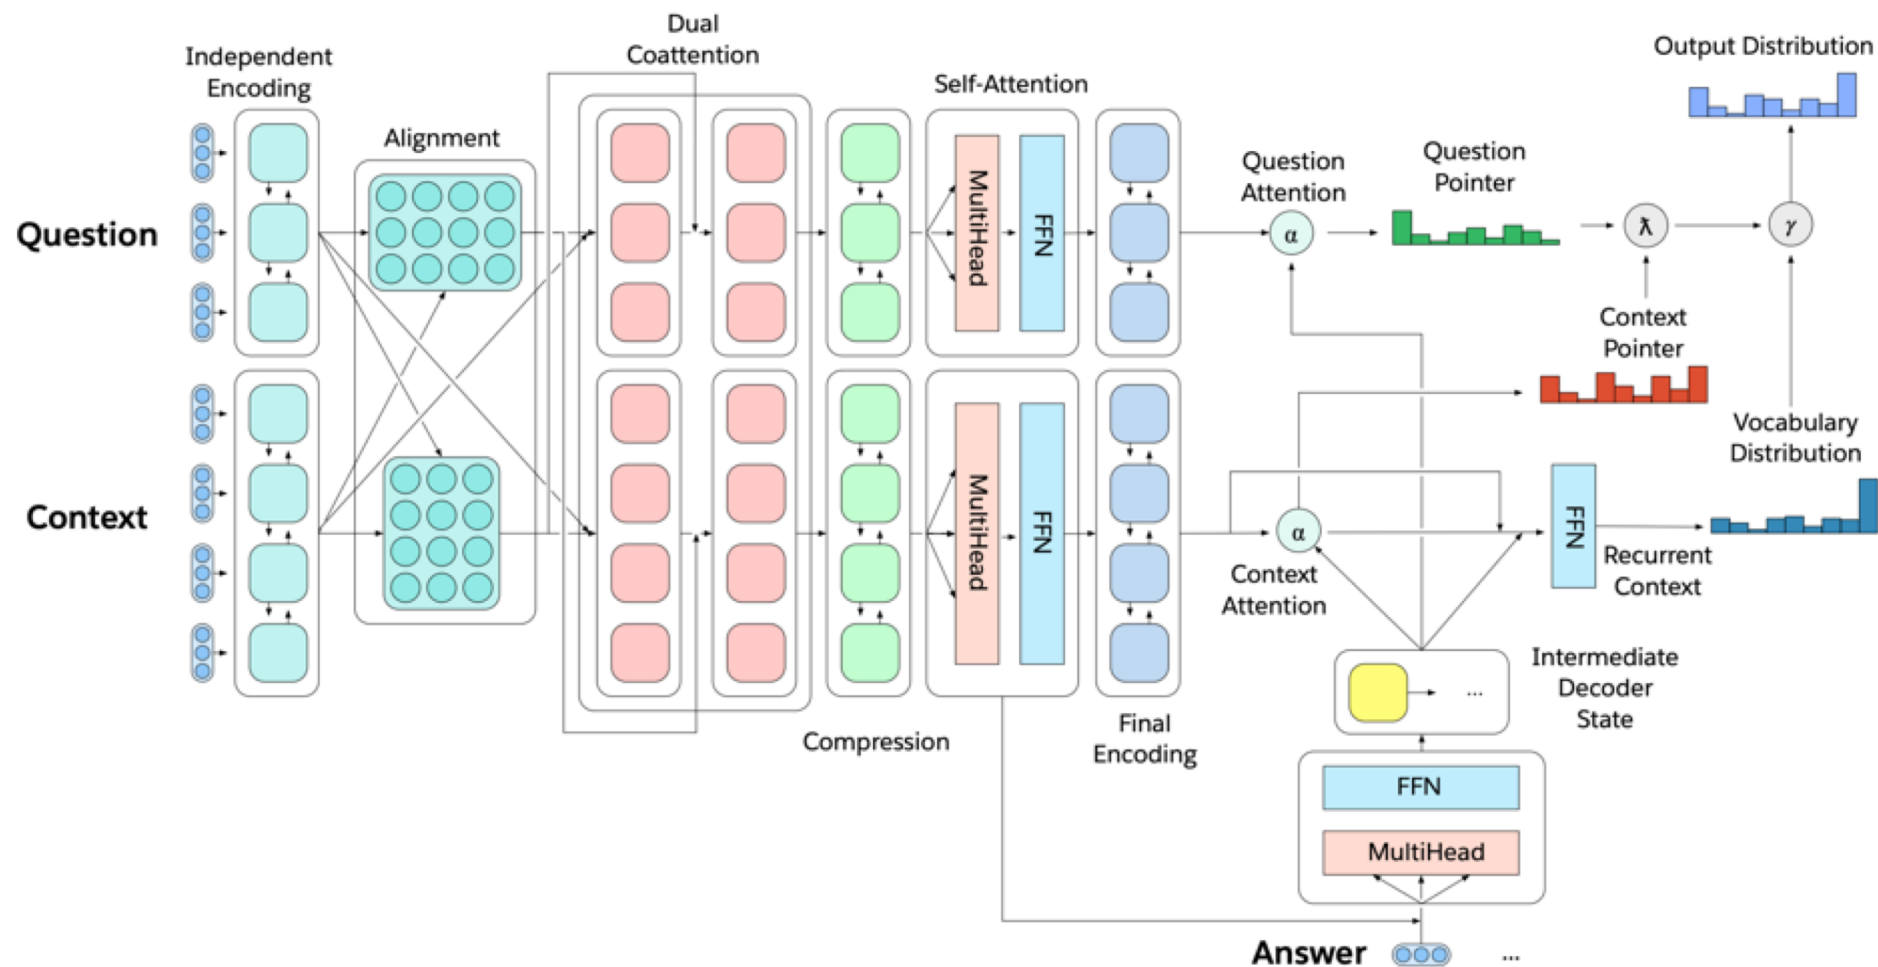 Independent
Encoding
Alignment
Dual
Coattention
Self-Attention
MultiHead
FFN
Question
Attention
α
Question
Pointer
ƛ
γ
Output Distribution
Question
Context
Pointer
Vocabulary
Distribution
Context
MultiHead
FFN
α
Context
Attention
FFN
Recurrent
Context
Compression
Final
Encoding
...
Intermediate
Decoder
State
FFN
MultiHead
Answer
...